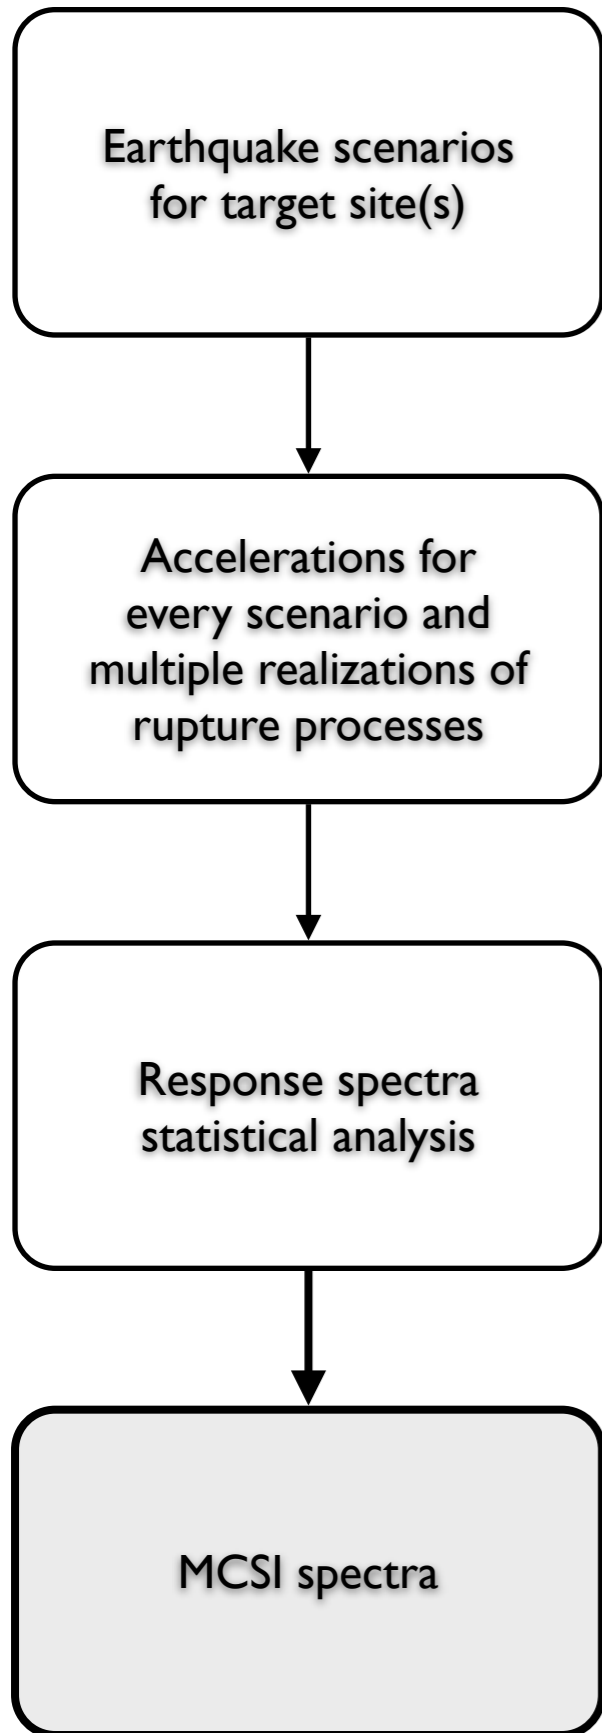 Earthquake scenarios
for target site(s)
Accelerations for
every scenario and
multiple realizations of
rupture processes
Response spectra
statistical analysis
MCSI spectra